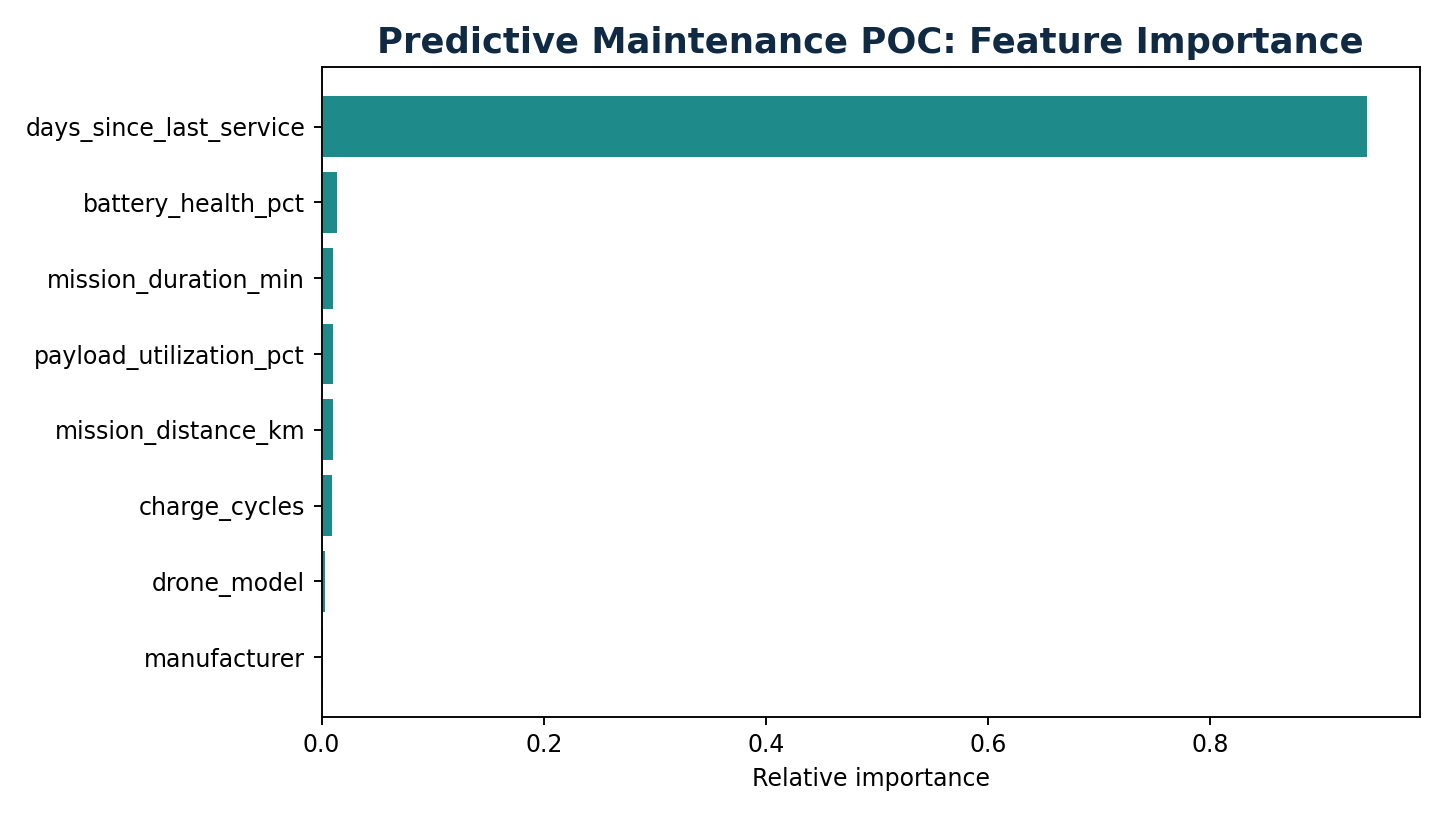 Predictive Maintenance POC: Feature Importance
days_since_last_service
battery_health_pct
mission_duration_min
payload_utilization_pct
mission_distance_km
charge_cycles
drone_model
manufacturer
0.0 0.2 0.4 0.6 0.8
Relative importance